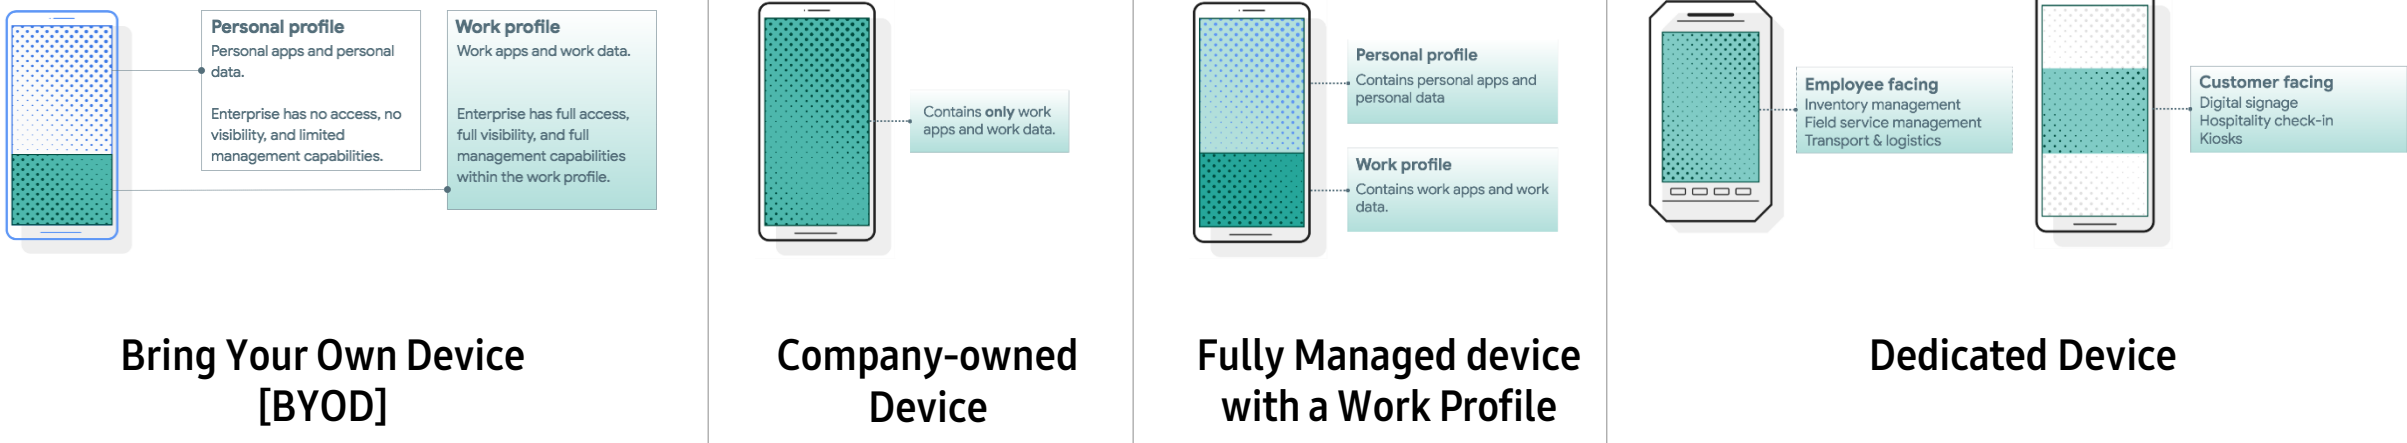 Personal profile
Personal apps and personal
data.
Enterprise has no access, no
visibility, and limited
management capabilities.
Work profile
Work apps and work data.
Enterprise has full access,
full visibility, and full
management capabilities
within the work profile.
Bring Your Own Device
[BYOD]
Contains only work
apps and work data.
Company-owned
Device
Personal profile
Contains personal apps and
personal data
Work profile
Contains work apps and work
data.
Fully Managed device
with a Work Profile
Employee facing
Inventory management
Field service management
Transport & logistics
Customer facing
Digital signage
Hospitality check-in
Kiosks
Dedicated Device